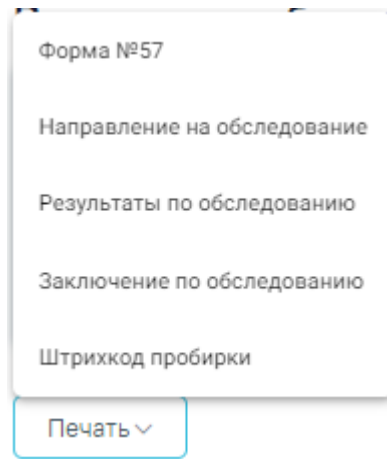 Форма №57
Направление на обследование
Результаты по обследованию
Заключение по обследованию
Штрихкод пробирки
Печать